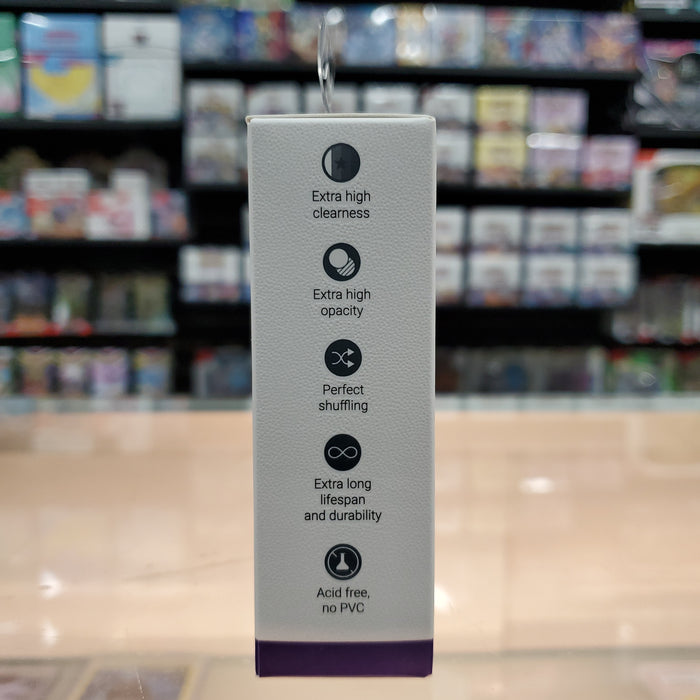 Extra high
clearness
Extra high
opacity
Perfect
shuffling
Extra long
lifespan
and durability
Acid free,
no PVC